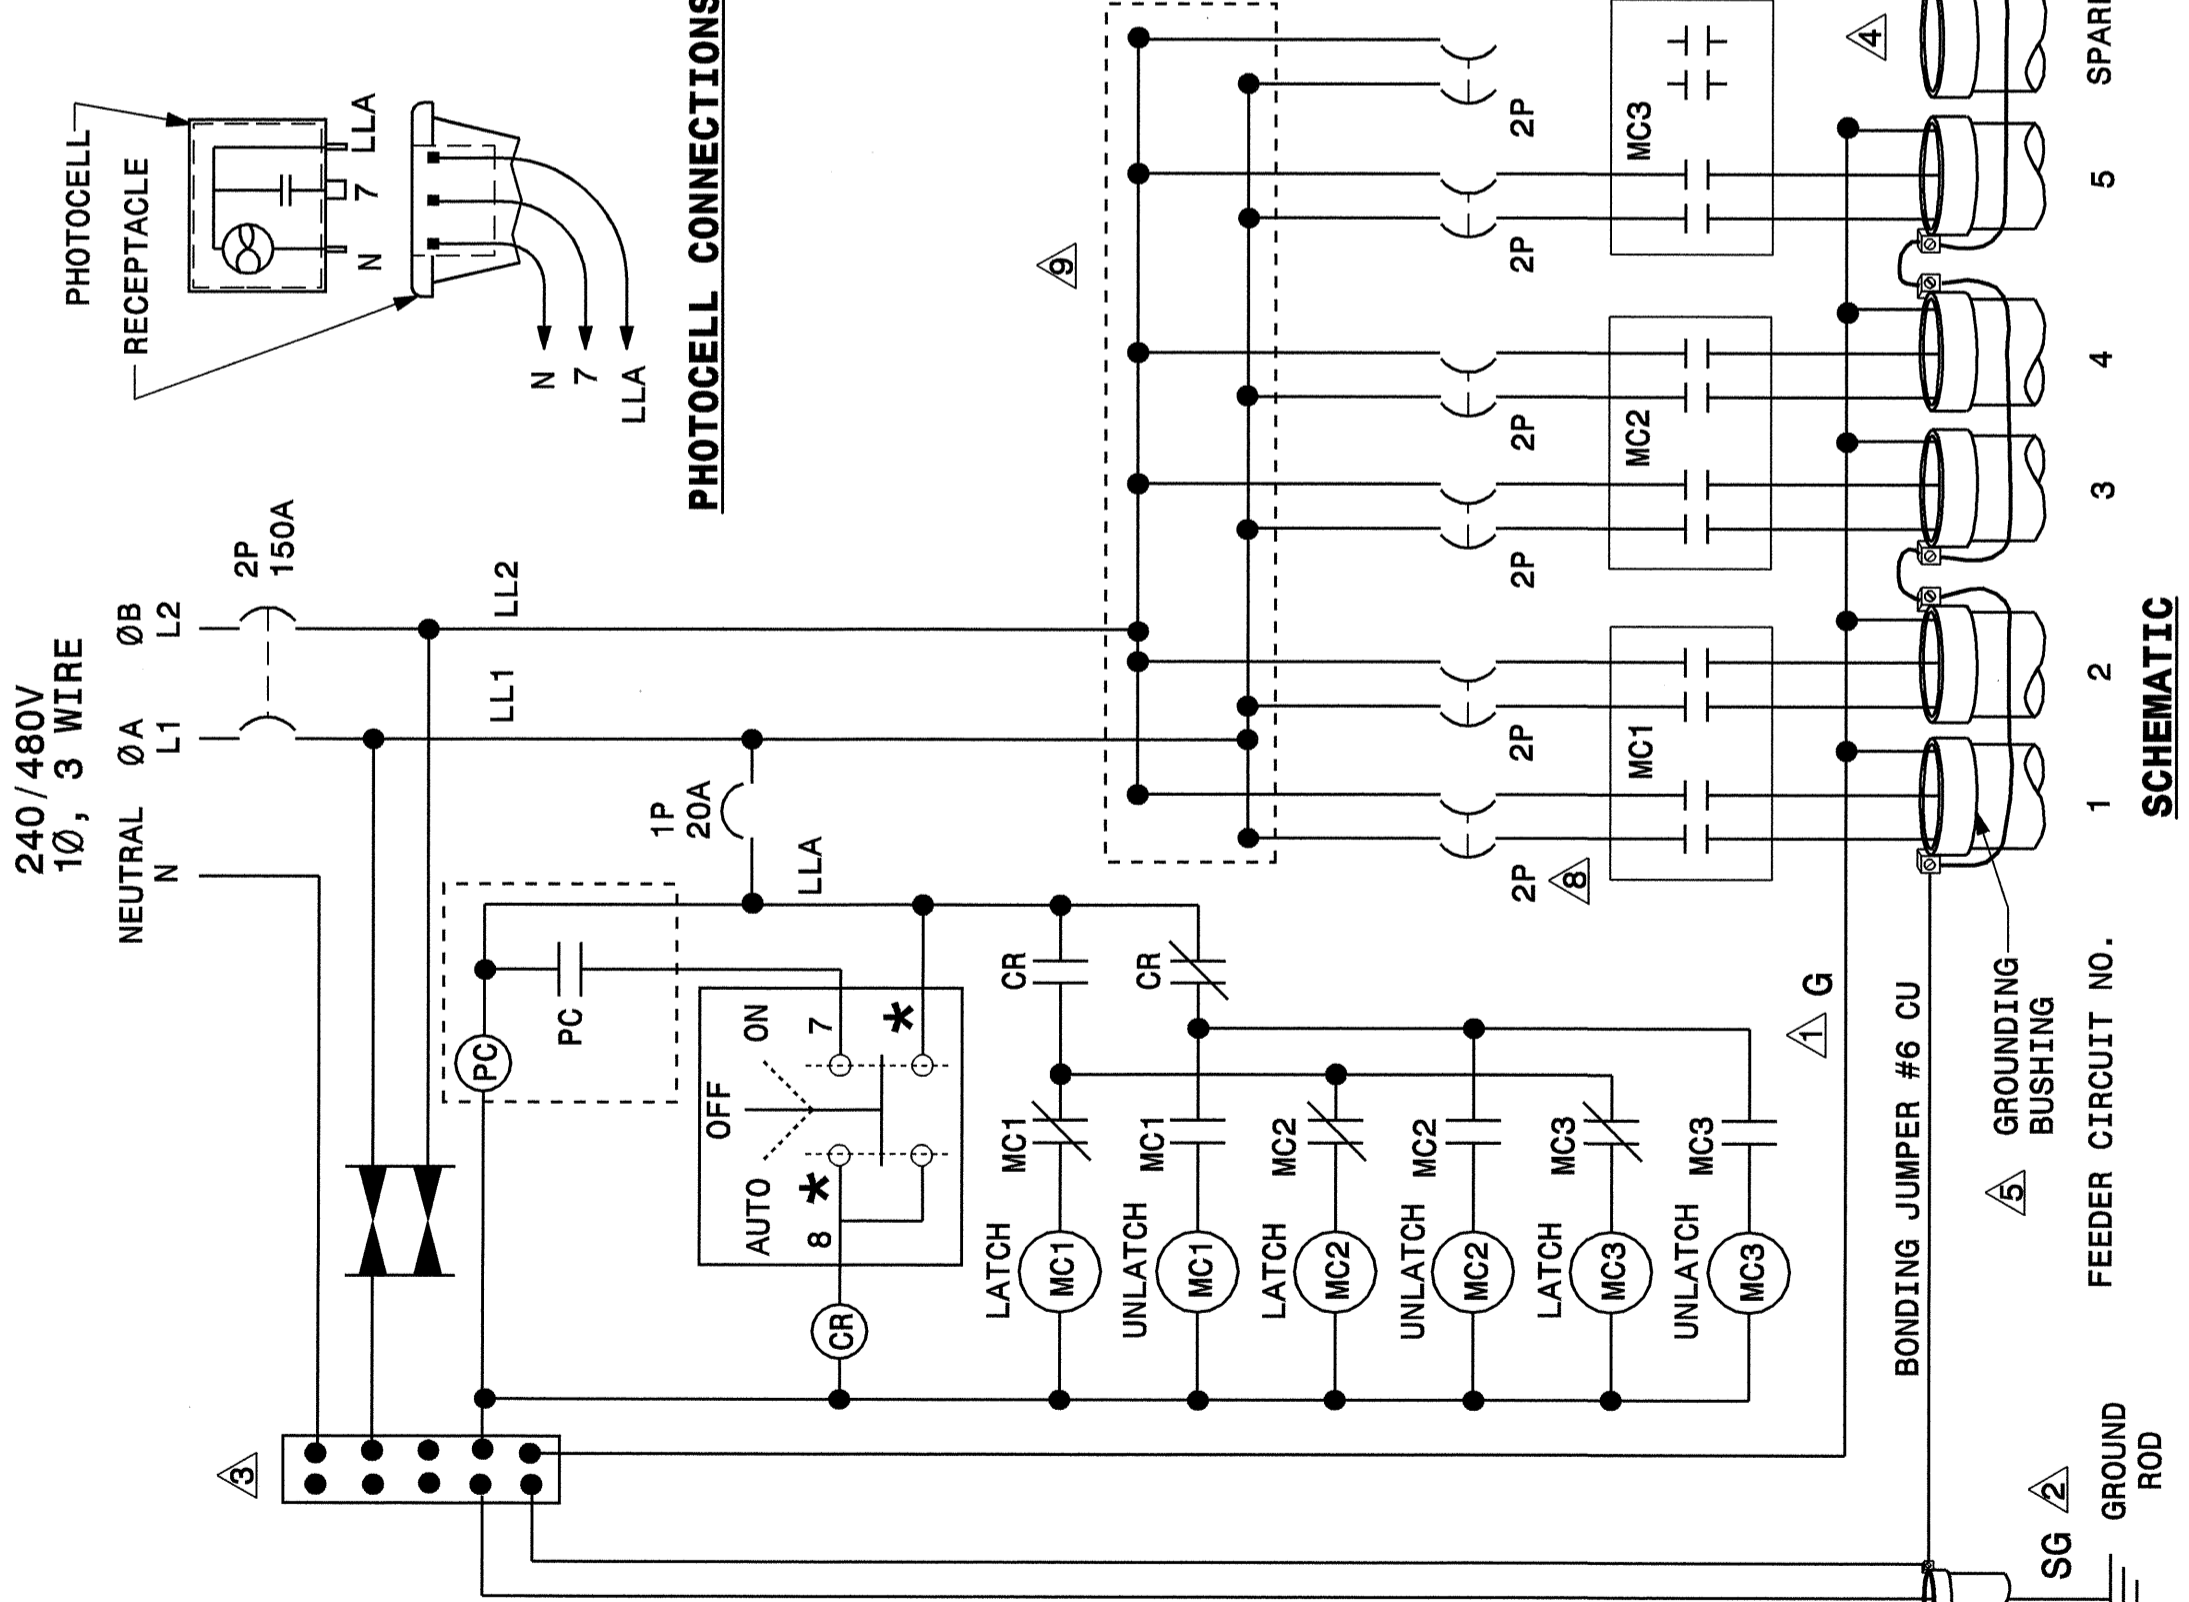 240/480V
1Ø, 3 WIRE
NEUTRAL
N
ØA
L1
ØB
L2
2P
150A
LL1
LL2
1P
20A
LLA
PHOTOCELL
RECEPTACLE
N
7
LLA
N
7
LLA
PHOTOCELL CONNECTIONS
3
PC
PC
AUTO
OFF
ON
7
8
*
*
CR
CR
CR
LATCH
MC1
MC1
UNLATCH
MC1
MC1
LATCH
MC2
MC2
UNLATCH
MC2
MC2
LATCH
MC3
MC3
UNLATCH
MC3
MC3
9
2P
2P
2P
2P
2P
2P
8
MC1
MC2
MC3
1
G
4
BONDING JUMPER #6 CU
GROUNDING
BUSHING
5
SG
2
GROUND
ROD
FEEDER CIRCUIT NO.
1
2
3
4
5
SCHEMATIC